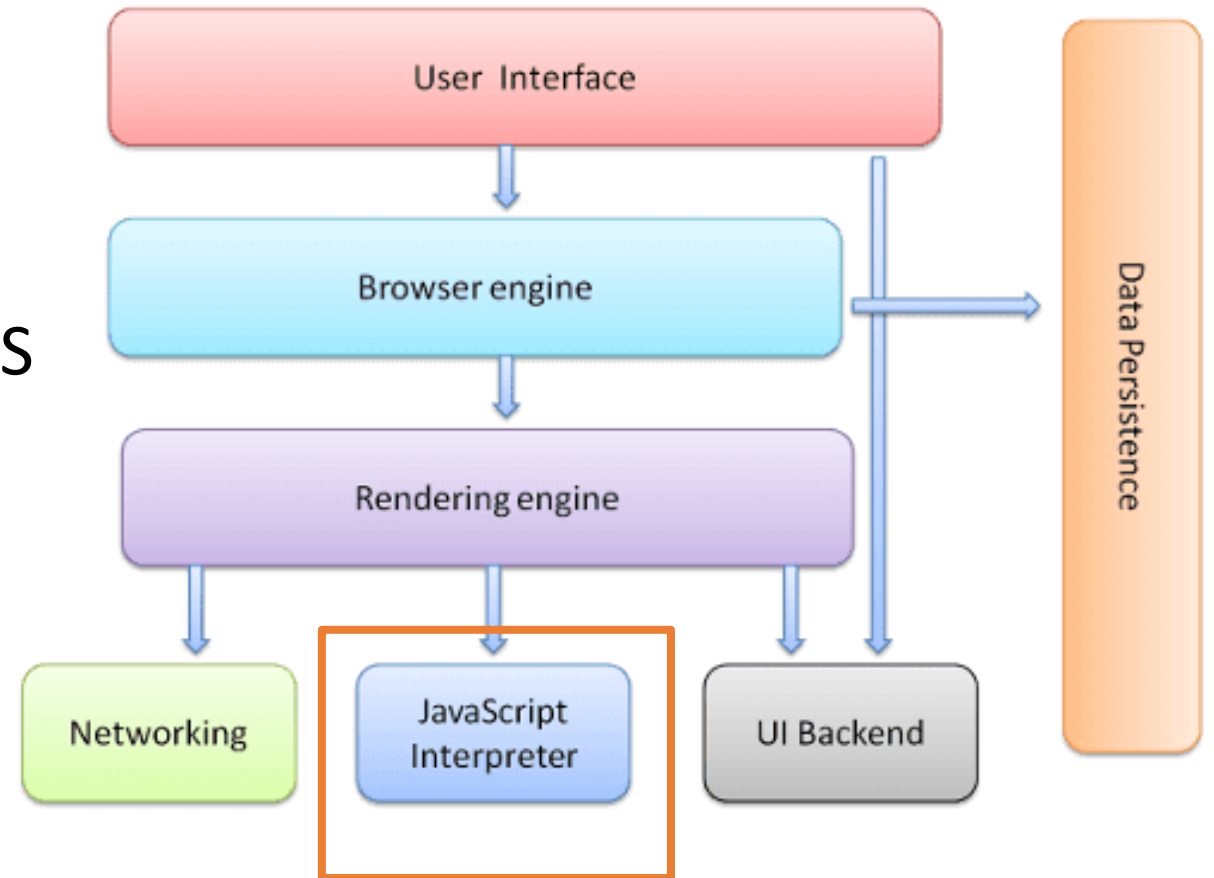 User Interface
Browser engine
s
Data Persistence
Rendering engine
Networking
JavaScript
Interpreter
UI Backend